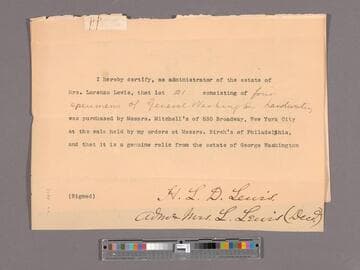 I hereby certify, as administrator of the estate of
Mrs. Lorenzo Lewis, that lot 21 consisting of four
specimens of General Washington handwriting
was purchased by Messrs. Mitchell's of 830 Broadway, New York City
at the sale held by my orders at Messrs. Birch's of Philadelphia,
and that it is a genuine relic from the estate of George Washington
(Signed) H. L. D. Lewis
Admr Mrs. L. Lewis (Decd)